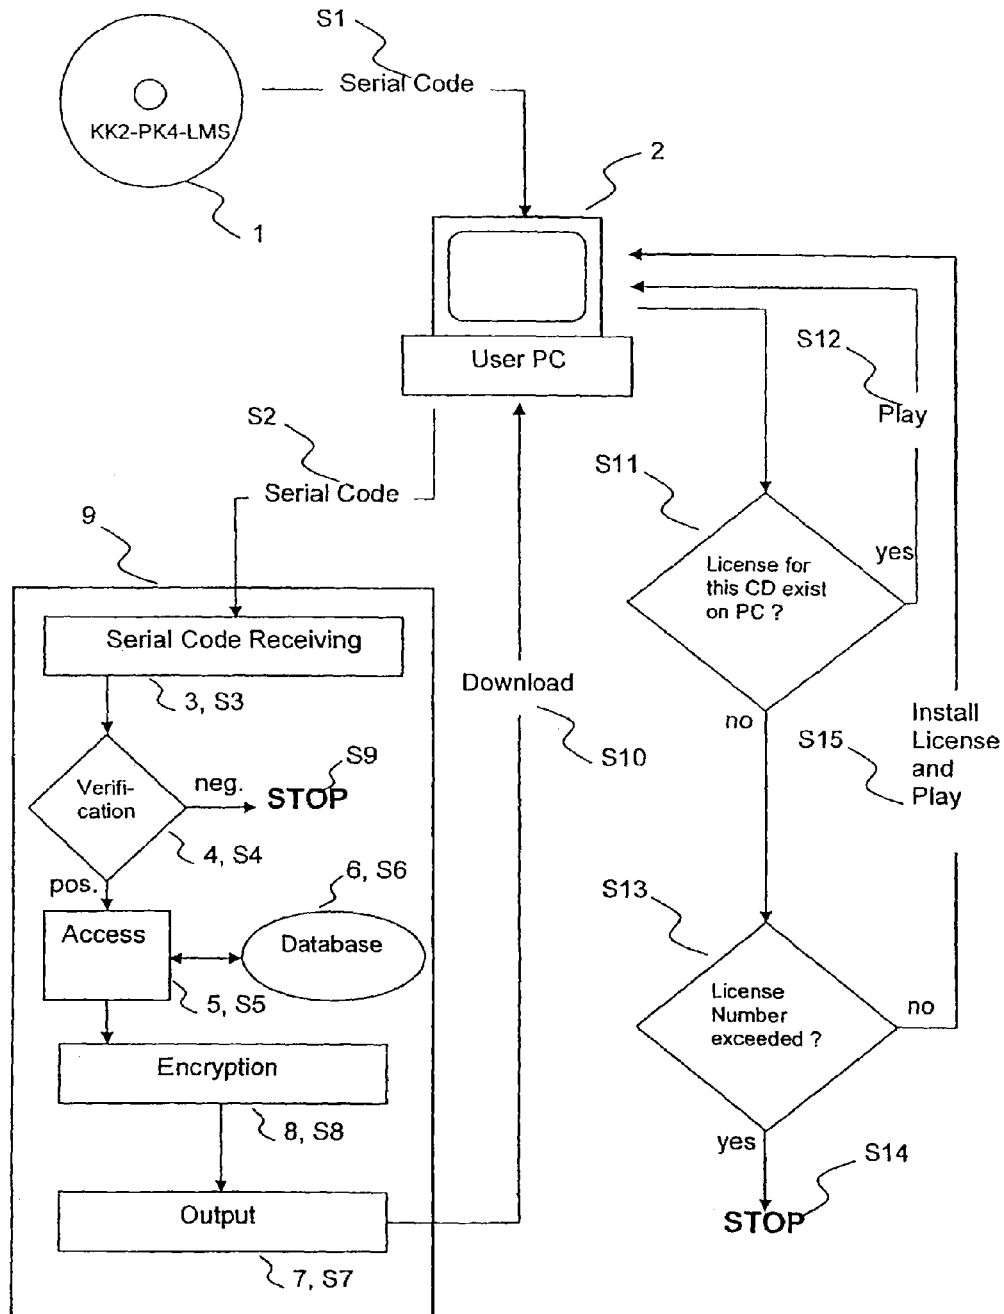 S1
Serial Code
KK2-PK4-LMS
1
2
User PC
S12
Play
S2
Serial Code
S11
9
License for
this CD exist
on PC ?
yes
Serial Code Receiving
3, S3
Download
S10
no
S15
Install
License
and
Play
Verifi-
cation
neg.
STOP
S9
4, S4
pos.
6, S6
S13
Access
Database
5, S5
License
Number
exceeded ?
no
Encryption
8, S8
yes
S14
STOP
Output
7, S7